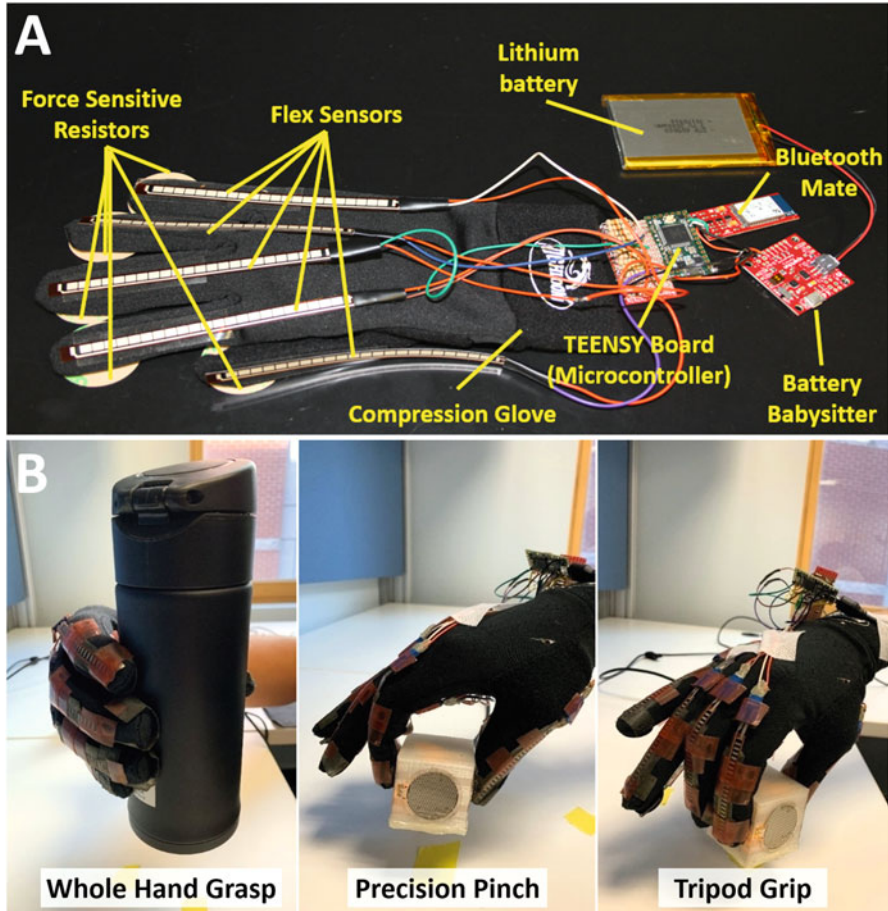 A
Lithium
battery
Force Sensitive
Resistors
Flex Sensors
Bluetooth
Mate
TEENSY Board
(Microcontroller)
Compression Glove
Battery
Babysitter
B
Whole Hand Grasp
Precision Pinch
Tripod Grip